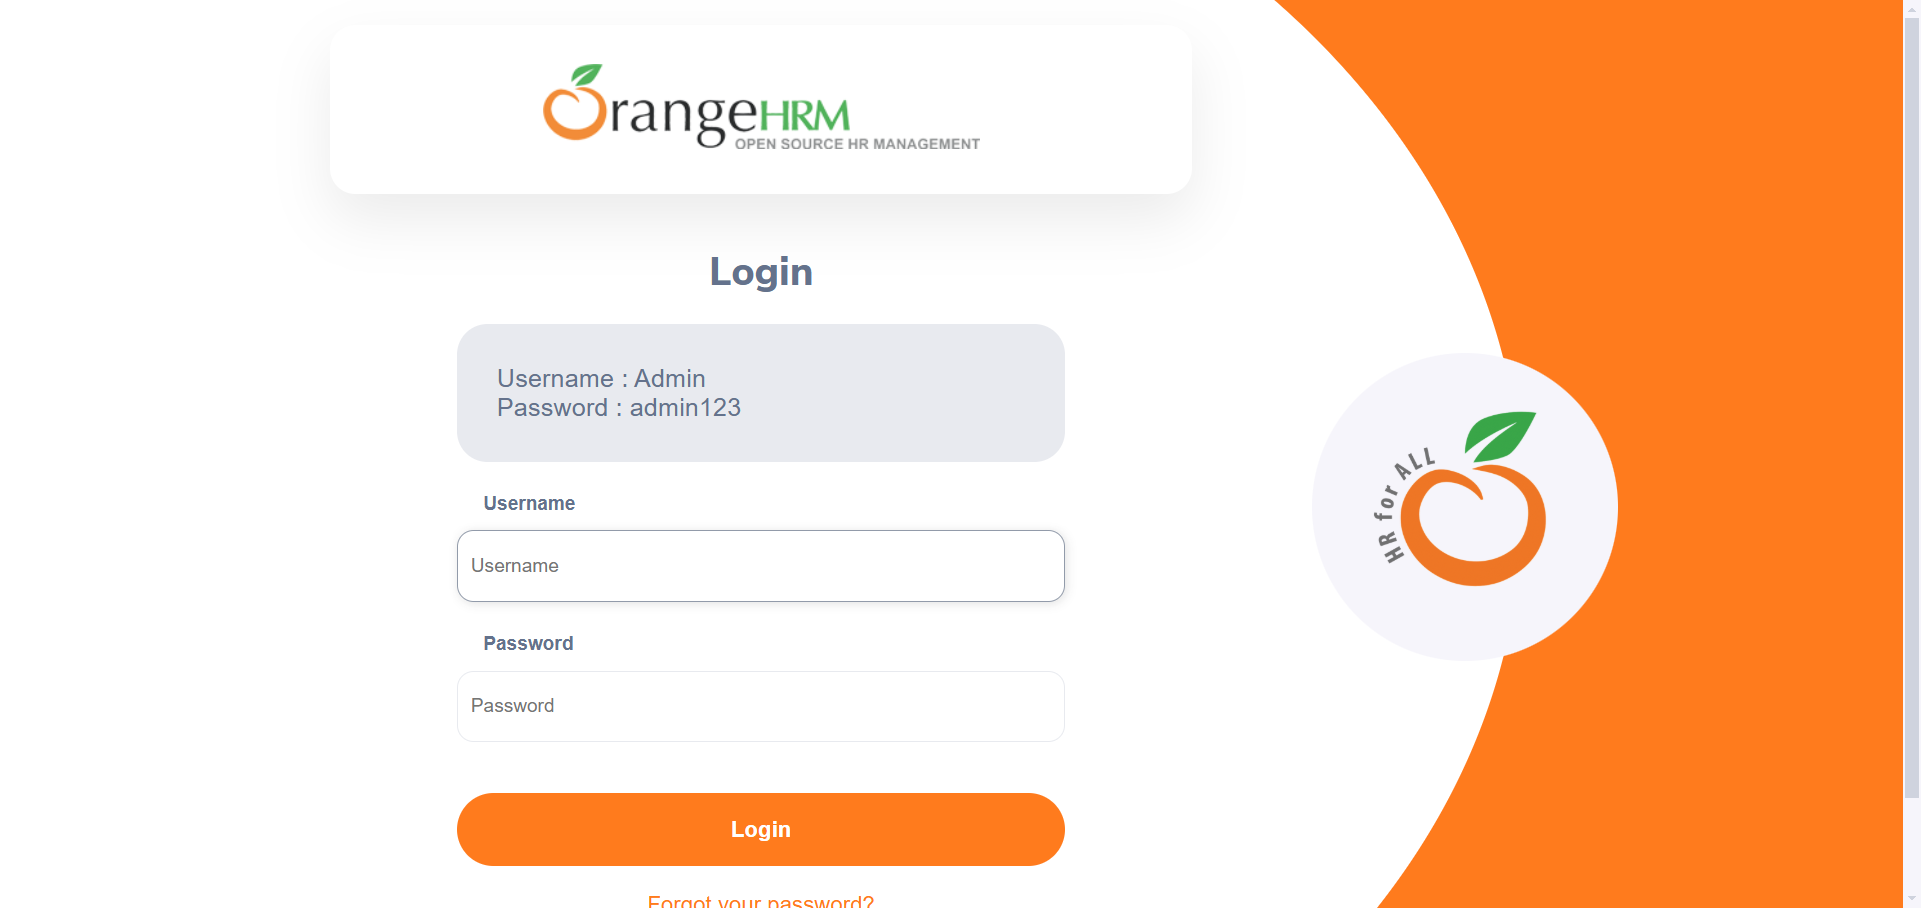 OrangeHRM
OPEN SOURCE HR MANAGEMENT
Login
Username : Admin
Password : admin123
Username
Username
Password
Password
Login
Forgot your password?
HR for ALL